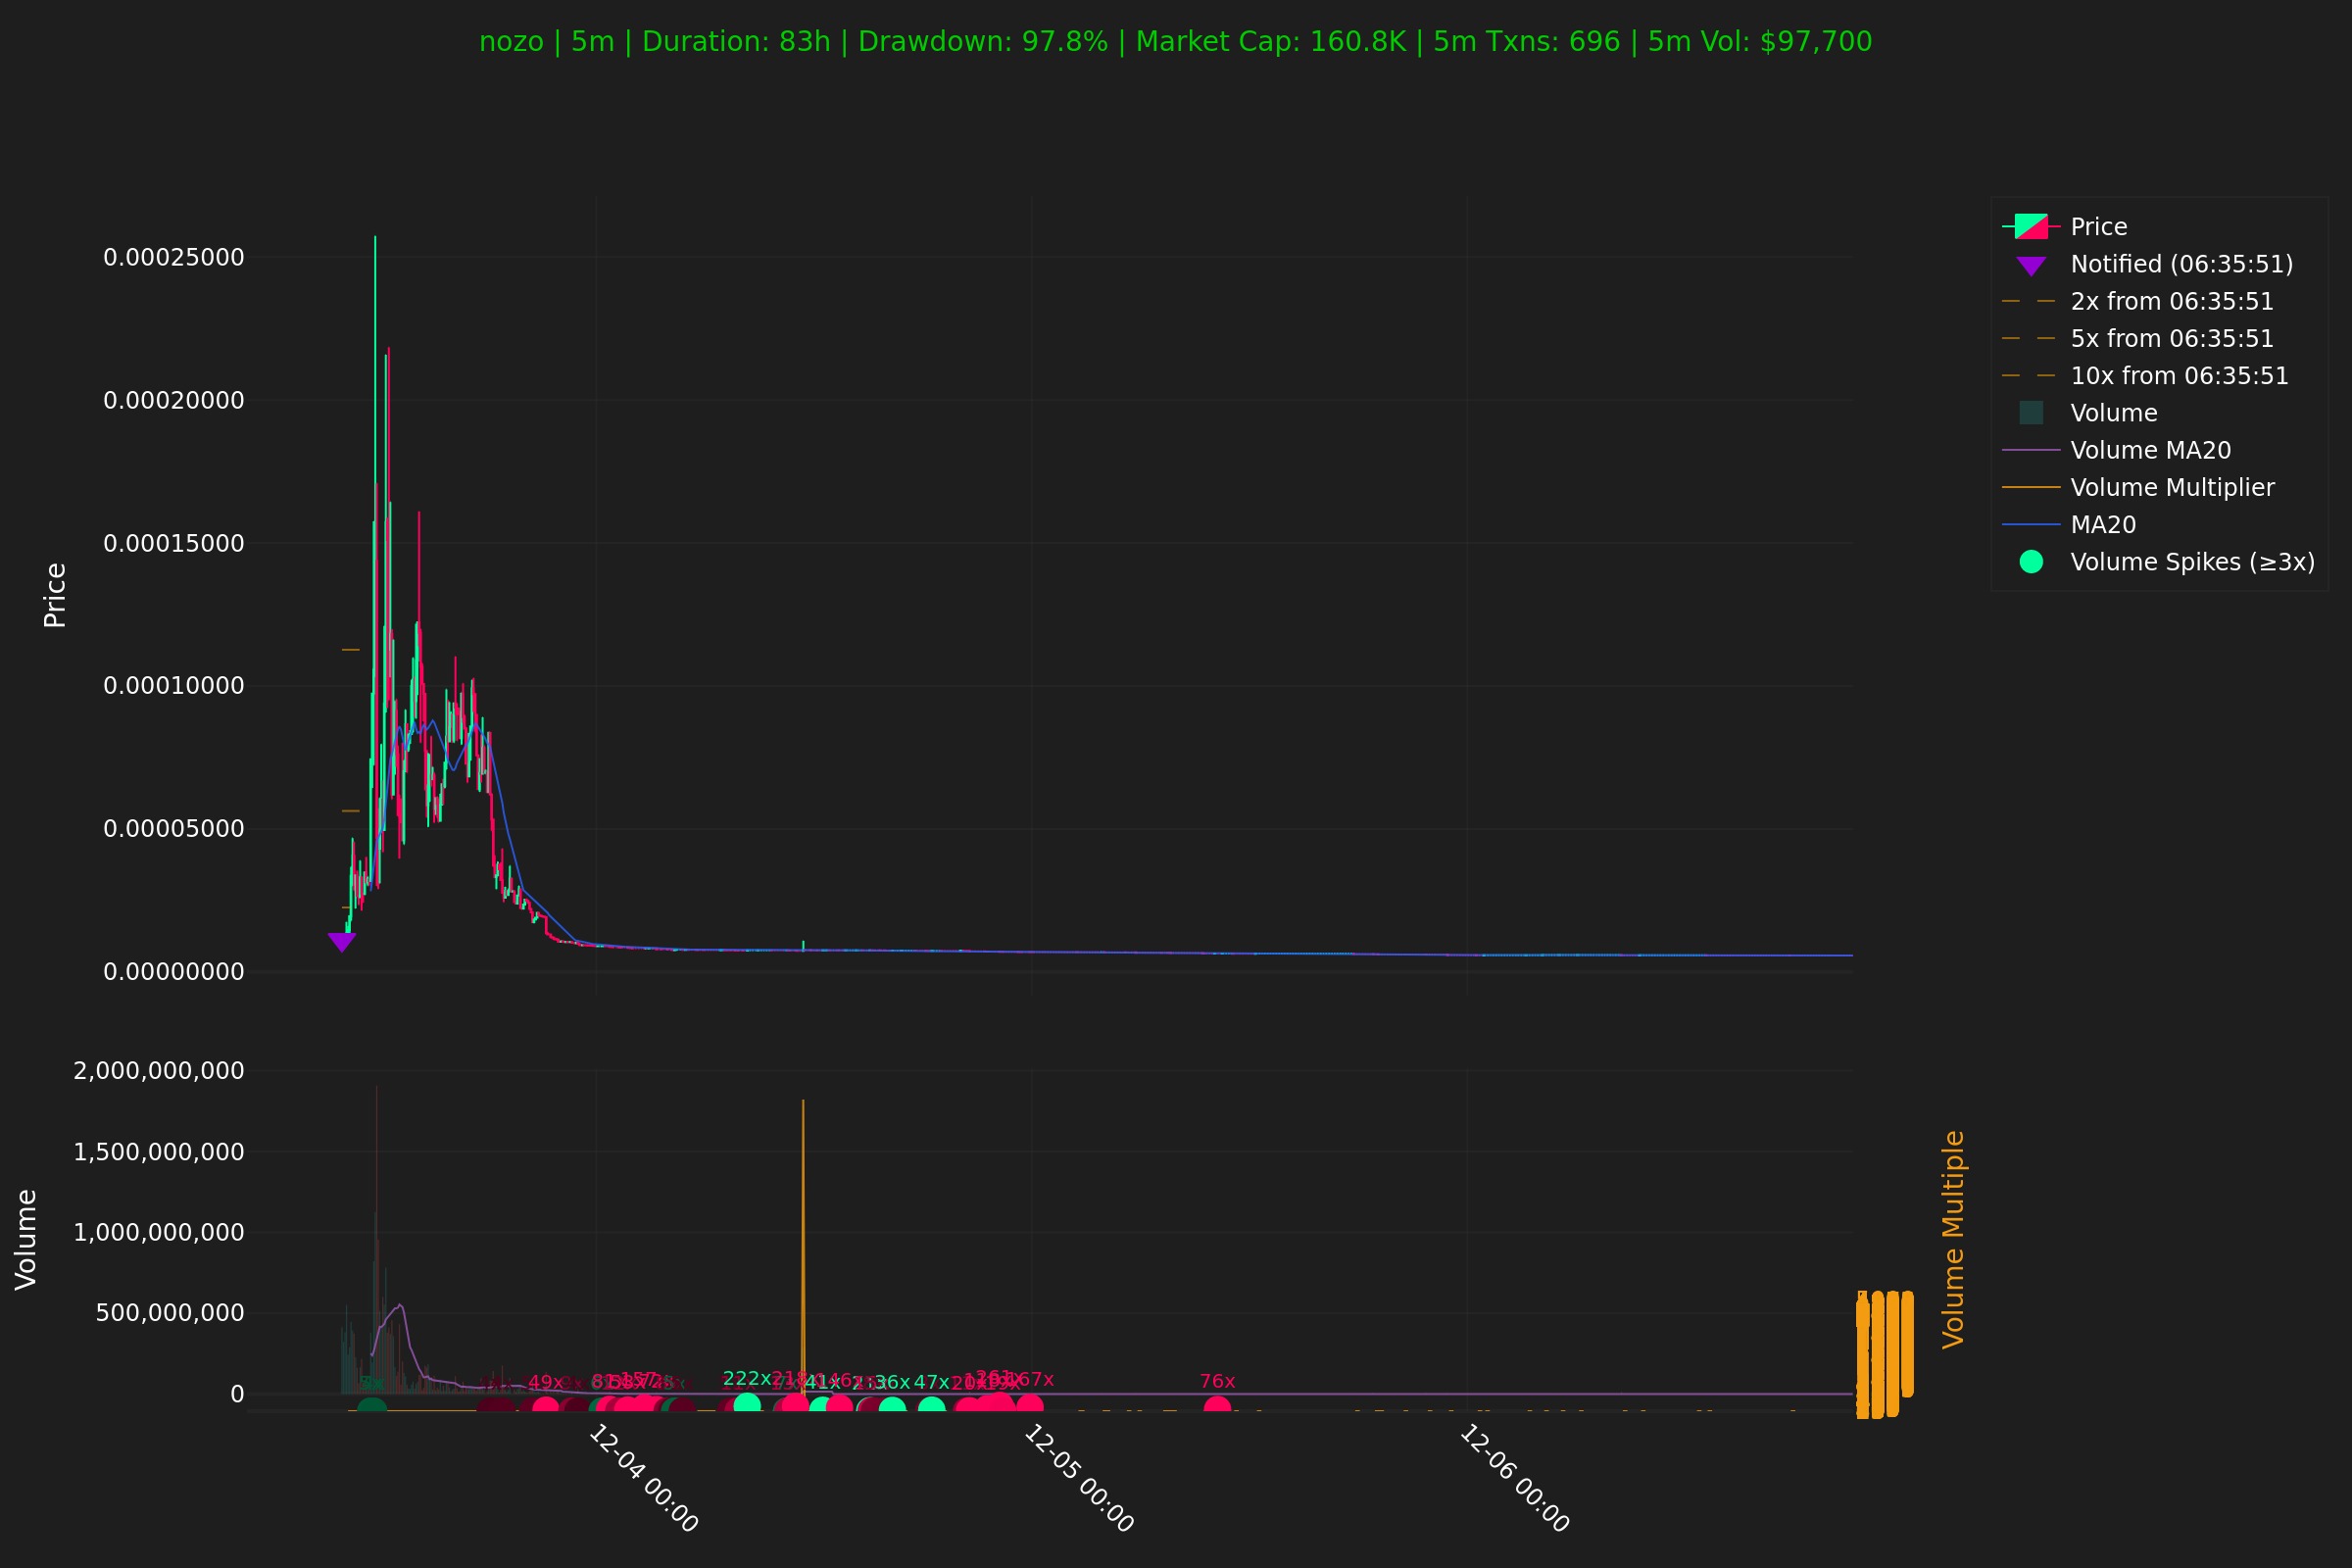 nozo | 5m | Duration: 83h | Drawdown: 97.8% | Market Cap: 160.8K | 5m Txns: 696 | 5m Vol: $97,700
Price
0.00025000
0.00020000
0.00015000
0.00010000
0.00005000
0.00000000
Price
Notified (06:35:51)
2x from 06:35:51
5x from 06:35:51
10x from 06:35:51
Volume
Volume MA20
Volume Multiplier
MA20
Volume Spikes (≥3x)
Volume
2,000,000,000
1,500,000,000
1,000,000,000
500,000,000
0
49x
222x
41x
36x
47x
76x
Volume Multiple
12-04 00:00
12-05 00:00
12-06 00:00